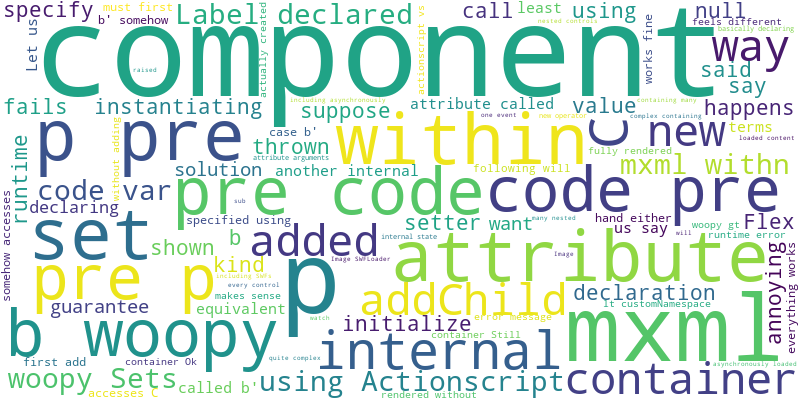 specify
must first
Label declared
call
least
using
null
nested controls
b' somehow
feels different
basically declaring
Let us
component
actually created
actionscript vs
works fine
way
raised
said
say
fails
instantiating
including asynchronously
suppose
attribute called
value
containing many
happens
p pre
within
C
new
one event
new operator
complex containing
terms
loaded content
without adding
case b'
thrown
attribute arguments
fully rendered
runtime
solution
another internal
following will
mxml withn
code var
pre code
code pre
declaring
sub
specified using
setter
want
many nested
hand either
us say
woopy gt
Flex
runtime error
somehow accesses
set
shown
b
added
internal state
will
attribute
annoying
everything works
pre p
kind
Image SWFLoader
Image
including SWFs
p
every control
addChild
declaration
lt customNamespace
guarantee
makes sense
equivalent
watch
error message
initialize
mxml
b woopy
container Still
internal
first add
container Ok
quite complex
asynchronously loaded
woopy Sets
called b'
using Actionscript
container
accesses C
rendered without